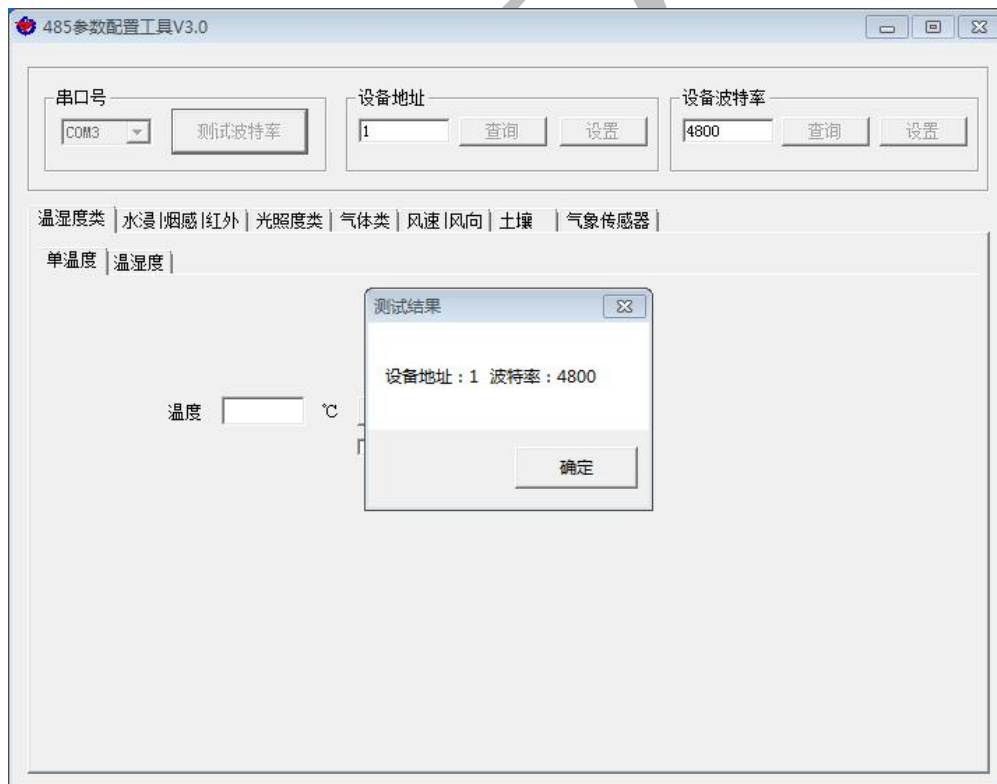 485参数配置工具V3.0
串口号 设备地址 设备波特率
COM3 测试波特率 1 查询 设置 4800 查询 设置
温湿度类 水浸|烟感|红外 光照度类 气体类 风速|风向 土壤 气象传感器
单温度 温湿度
测试结果
设备地址：1 波特率：4800
温度 ℃
确定